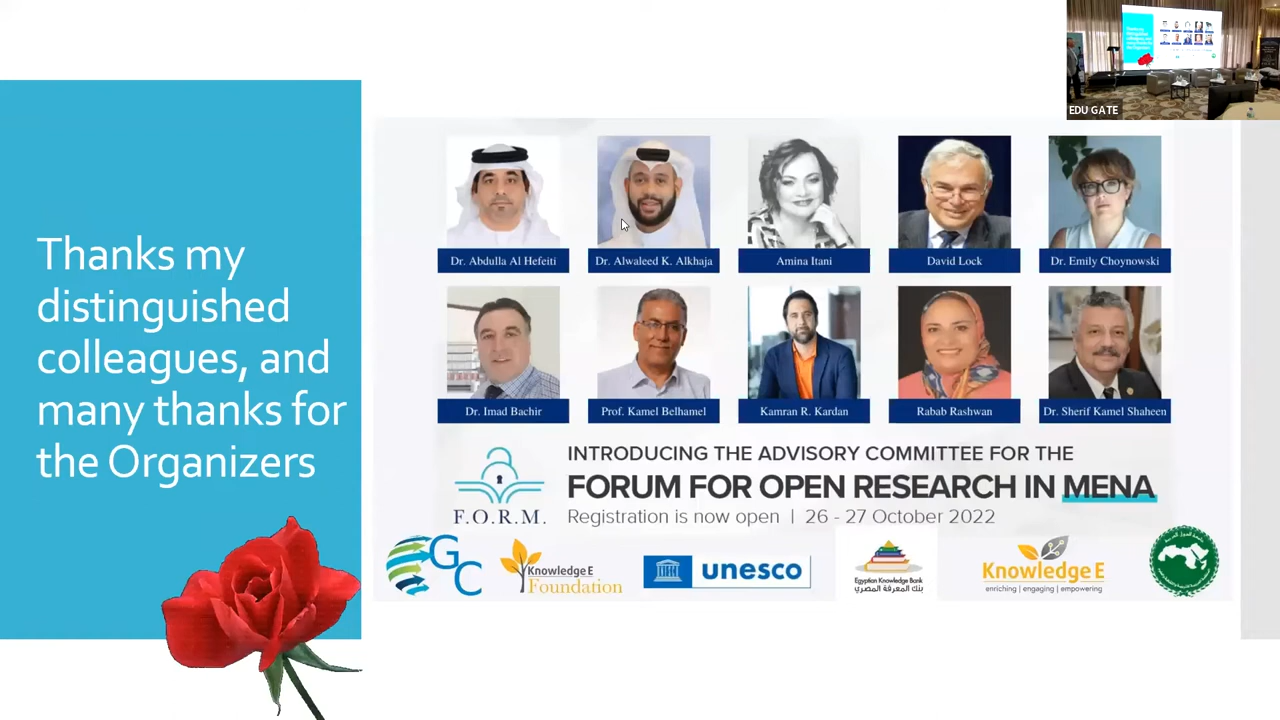 EDU GATE
Thanks my
distinguished
colleagues, and
many thanks for
the Organizers
Dr. Abdulla Al Hefeiti
Dr. Alwaleed K. Alkhaja
Amina Itani
David Lock
Dr. Emily Choynowski
Dr. Imad Bachir
Prof. Kamel Belhamel
Kamran R. Kardan
Rabab Rashwan
Dr. Sherif Kamel Shaheen
INTRODUCING THE ADVISORY COMMITTEE FOR THE
FORUM FOR OPEN RESEARCH IN MENA
Registration is now open | 26 - 27 October 2022
F.O.R.M.
GC
Knowledge E
Foundation
unesco
Egyptian Knowledge Bank
بنك المعرفة المصري
Knowledge E
enriching | engaging | empowering